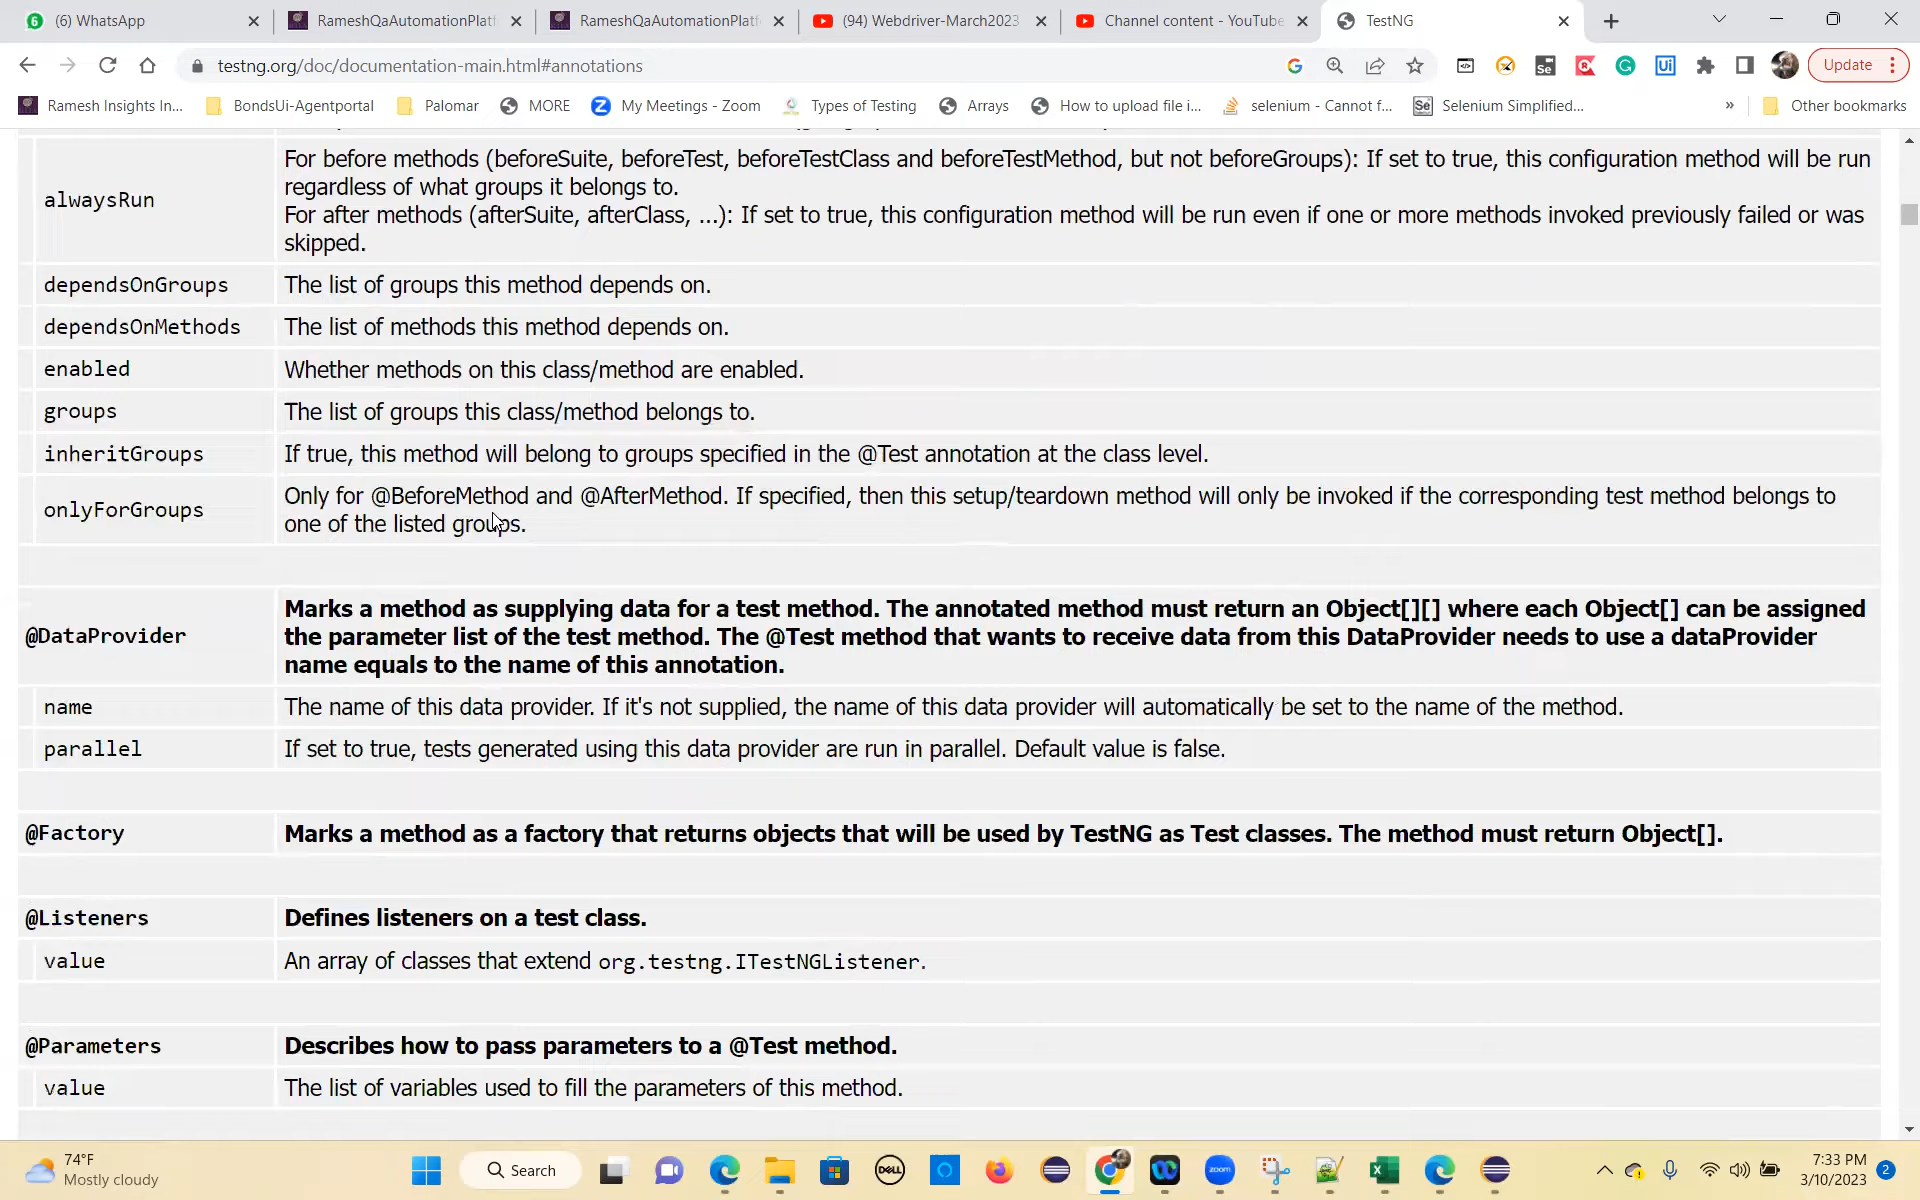 (6) WhatsApp
RameshQaAutomationPlat
RameshQaAutomationPlatf
(94) Webdriver-March2023
Channel content - YouTube
TestNG
testng.org/doc/documentation-main.html#annotations
Update
Ramesh Insights In...
BondsUi-Agentportal
Palomar
MORE
My Meetings - Zoom
Types of Testing
Arrays
How to upload file i...
selenium - Cannot f...
Selenium Simplified...
»
Other bookmarks
alwaysRun
For before methods (beforeSuite, beforeTest, beforeTestClass and beforeTestMethod, but not beforeGroups): If set to true, this configuration method will be run
regardless of what groups it belongs to.
For after methods (afterSuite, afterClass, ...): If set to true, this configuration method will be run even if one or more methods invoked previously failed or was
skipped.
dependsOnGroups The list of groups this method depends on.
dependsOnMethods The list of methods this method depends on.
enabled Whether methods on this class/method are enabled.
groups The list of groups this class/method belongs to.
inheritGroups If true, this method will belong to groups specified in the @Test annotation at the class level.
onlyForGroups
Only for @BeforeMethod and @AfterMethod. If specified, then this setup/teardown method will only be invoked if the corresponding test method belongs to
one of the listed groups.
@DataProvider
Marks a method as supplying data for a test method. The annotated method must return an Object[][] where each Object[] can be assigned
the parameter list of the test method. The @Test method that wants to receive data from this DataProvider needs to use a dataProvider
name equals to the name of this annotation.
name The name of this data provider. If it's not supplied, the name of this data provider will automatically be set to the name of the method.
parallel If set to true, tests generated using this data provider are run in parallel. Default value is false.
@Factory Marks a method as a factory that returns objects that will be used by TestNG as Test classes. The method must return Object[].
@Listeners Defines listeners on a test class.
value An array of classes that extend org.testng.ITestNGListener.
@Parameters Describes how to pass parameters to a @Test method.
value The list of variables used to fill the parameters of this method.
74°F
Mostly cloudy
Search
DELL
zoom
7:33 PM
3/10/2023
2